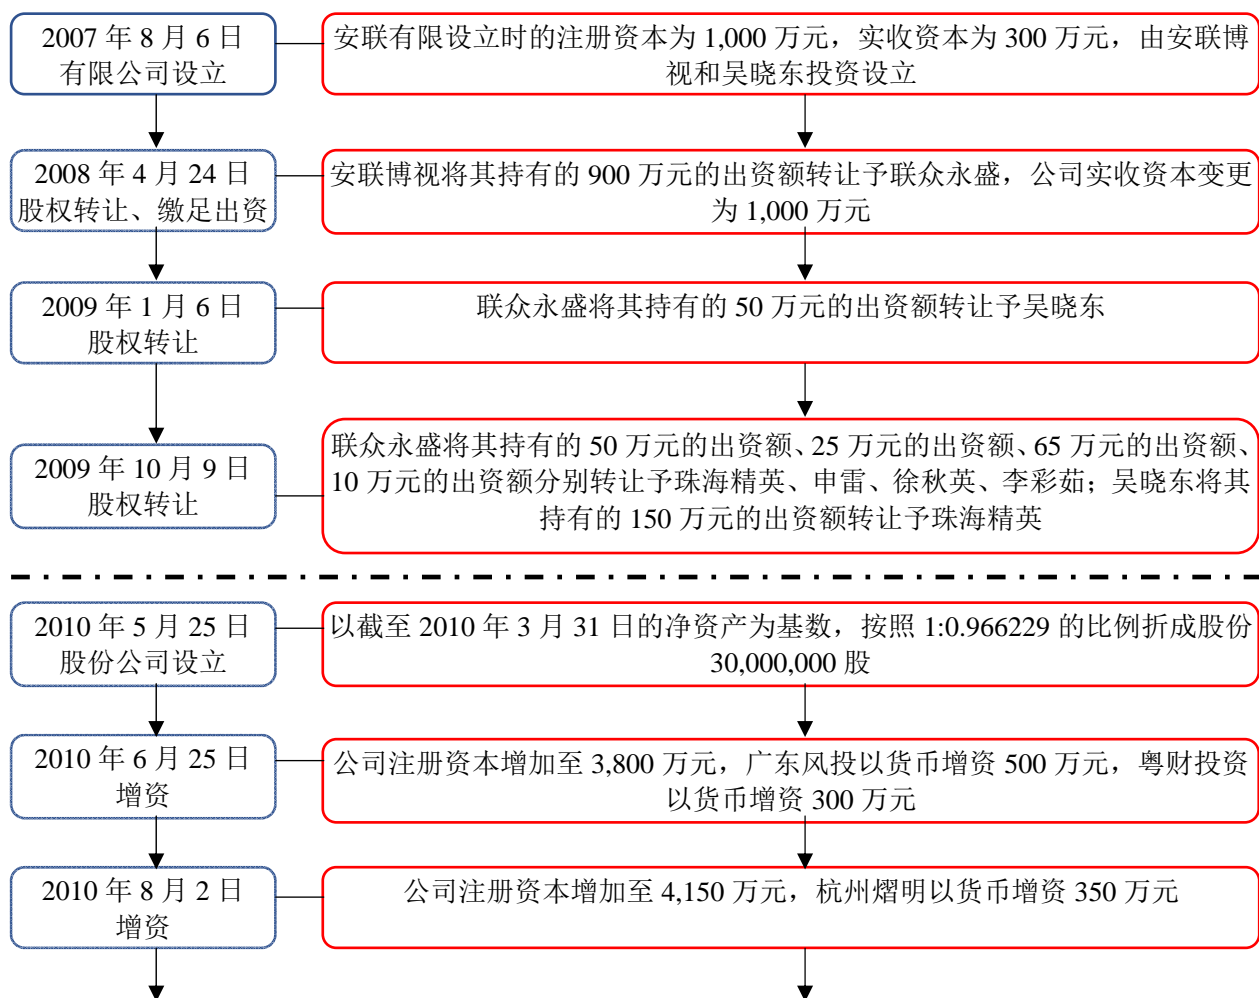 2007 年 8 月 6 日
有限公司设立
安联有限设立时的注册资本为 1,000 万元，实收资本为 300 万元，由安联博
视和吴晓东投资设立
2008 年 4 月 24 日
股权转让、缴足出资
安联博视将其持有的 900 万元的出资额转让予联众永盛，公司实收资本变更
为 1,000 万元
2009 年 1 月 6 日
股权转让
联众永盛将其持有的 50 万元的出资额转让予吴晓东
2009 年 10 月 9 日
股权转让
联众永盛将其持有的 50 万元的出资额、25 万元的出资额、65 万元的出资额、
10 万元的出资额分别转让予珠海精英、申雷、徐秋英、李彩茹；吴晓东将其
持有的 150 万元的出资额转让予珠海精英
2010 年 5 月 25 日
股份公司设立
以截至 2010 年 3 月 31 日的净资产为基数，按照 1:0.966229 的比例折成股份
30,000,000 股
2010 年 6 月 25 日
增资
公司注册资本增加至 3,800 万元，广东风投以货币增资 500 万元，粤财投资
以货币增资 300 万元
2010 年 8 月 2 日
增资
公司注册资本增加至 4,150 万元，杭州熠明以货币增资 350 万元